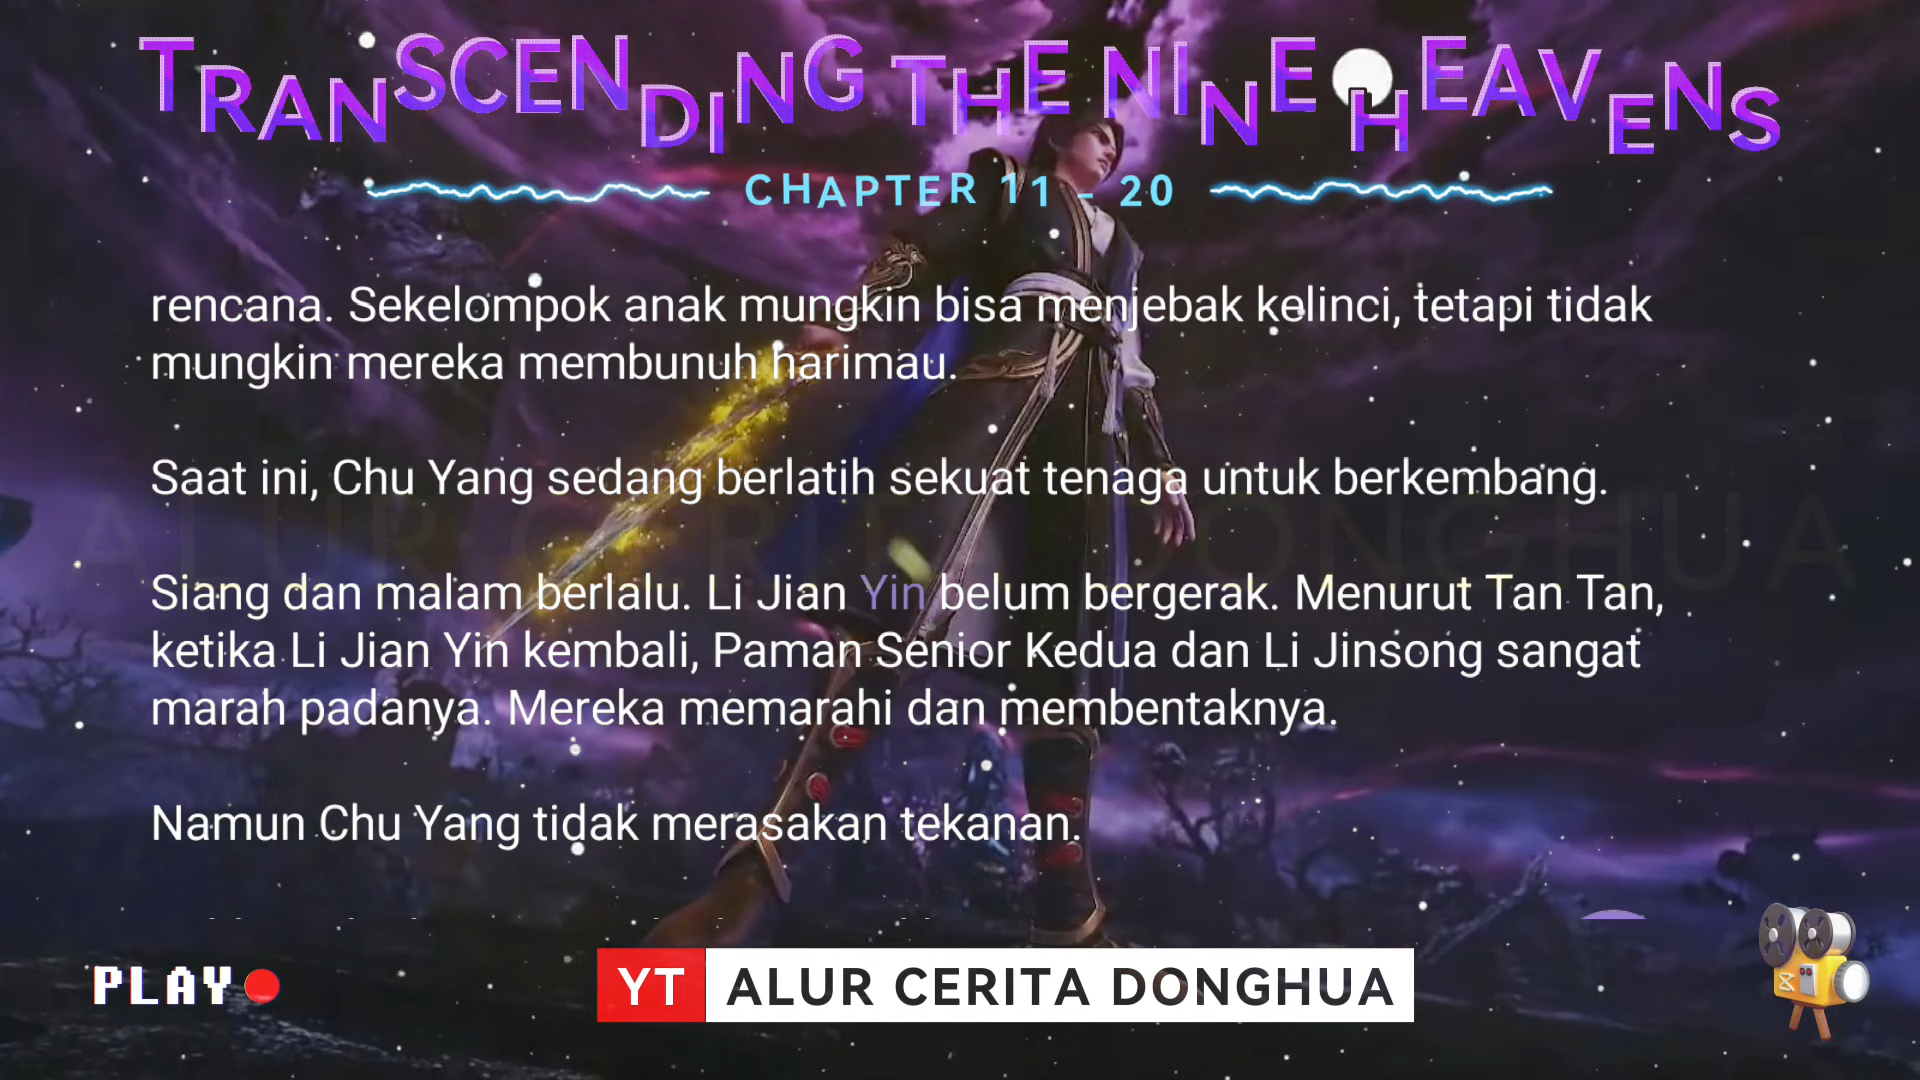 TRANSCENDING THE NINE HEAVENS
CHAPTER 11 - 20
rencana. Sekelompok anak mungkin bisa menjebak kelinci, tetapi tidak
mungkin mereka membunuh harimau.
Saat ini, Chu Yang sedang berlatih sekuat tenaga untuk berkembang.
ALUR CERITA DONGHUA
Siang dan malam berlalu. Li Jian Yin belum bergerak. Menurut Tan Tan,
ketika Li Jian Yin kembali, Paman Senior Kedua dan Li Jinsong sangat
marah padanya. Mereka memarahi dan membentaknya.
Namun Chu Yang tidak merasakan tekanan.
PLAY
YT ALUR CERITA DONGHUA